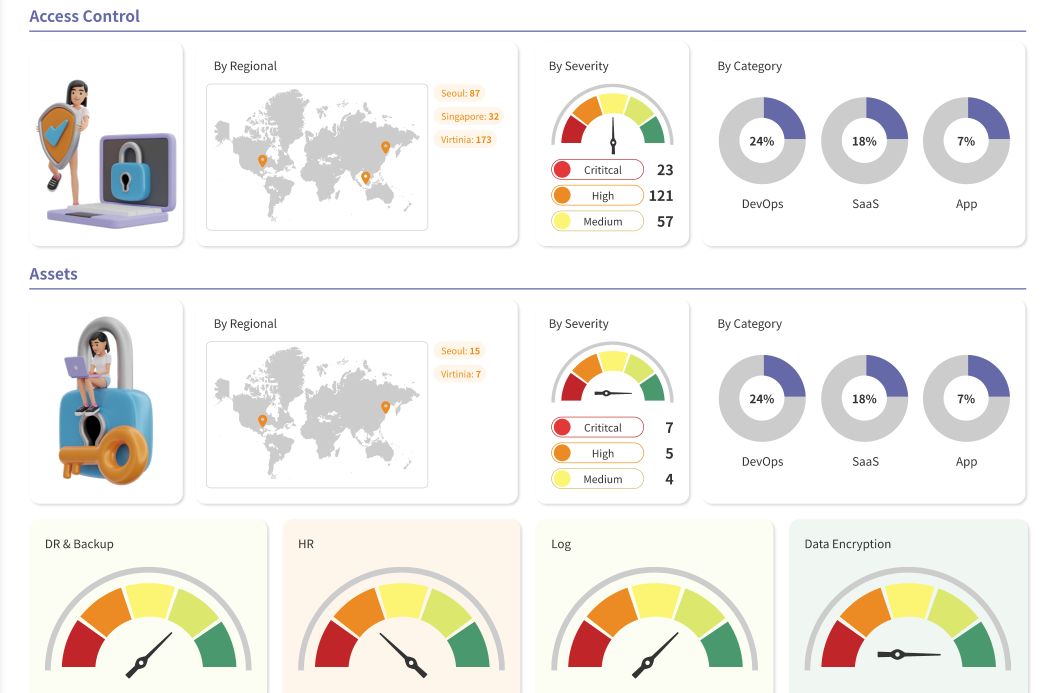 Access Control
By Regional
Seoul: 87
Singapore: 32
Virtinia: 173
By Severity
Crititcal 23
High 121
Medium 57
By Category
24% 18% 7%
DevOps SaaS App
Assets
By Regional
Seoul: 15
Virtinia: 7
By Severity
Crititcal 7
High 5
Medium 4
By Category
24% 18% 7%
DevOps SaaS App
DR & Backup
HR
Log
Data Encryption